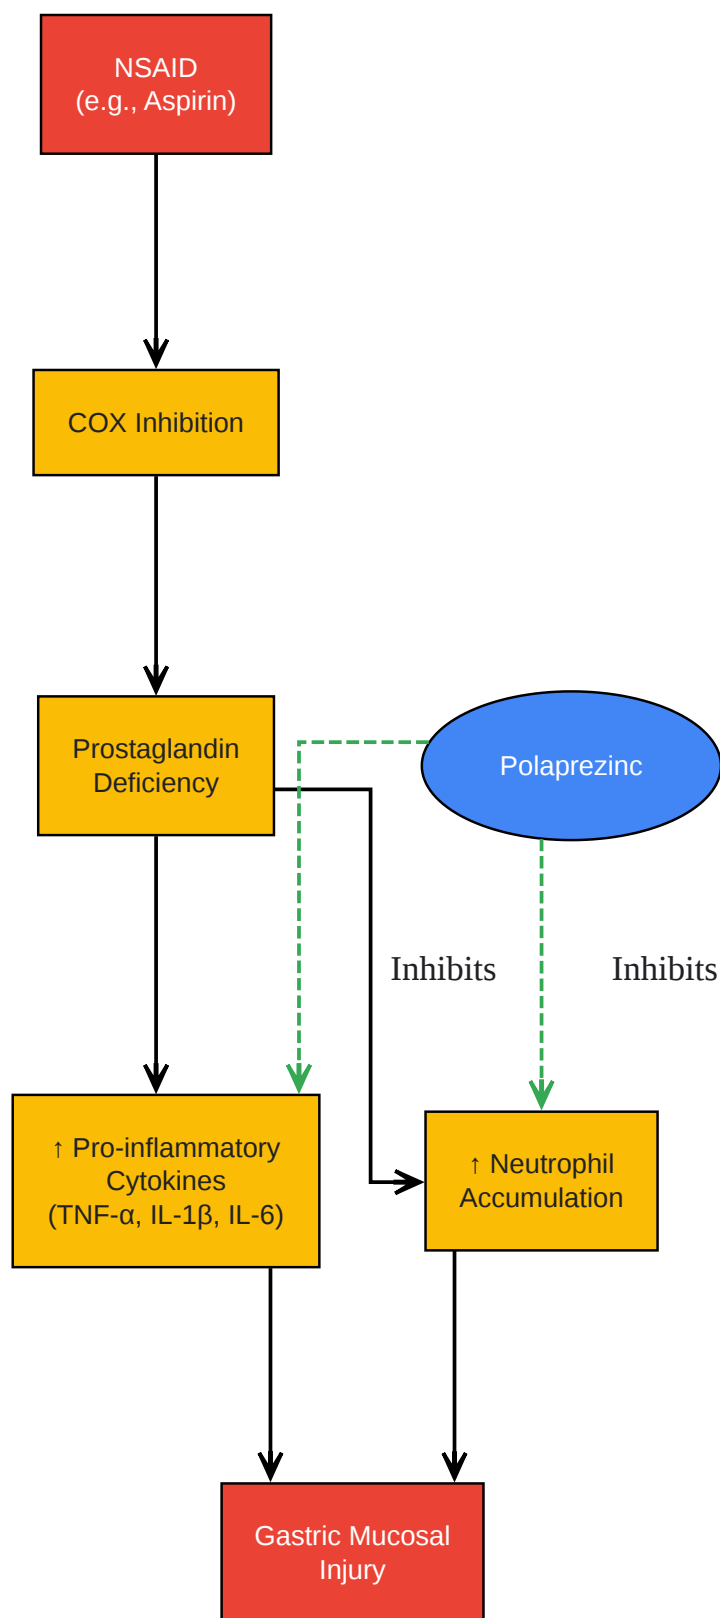 NSAID
(e.g., Aspirin)
COX Inhibition
Prostaglandin
Deficiency
Polaprezinc
Inhibits
Inhibits
↑ Pro-inflammatory
Cytokines
(TNF-α, IL-1β, IL-6)
↑ Neutrophil
Accumulation
Gastric Mucosal
Injury